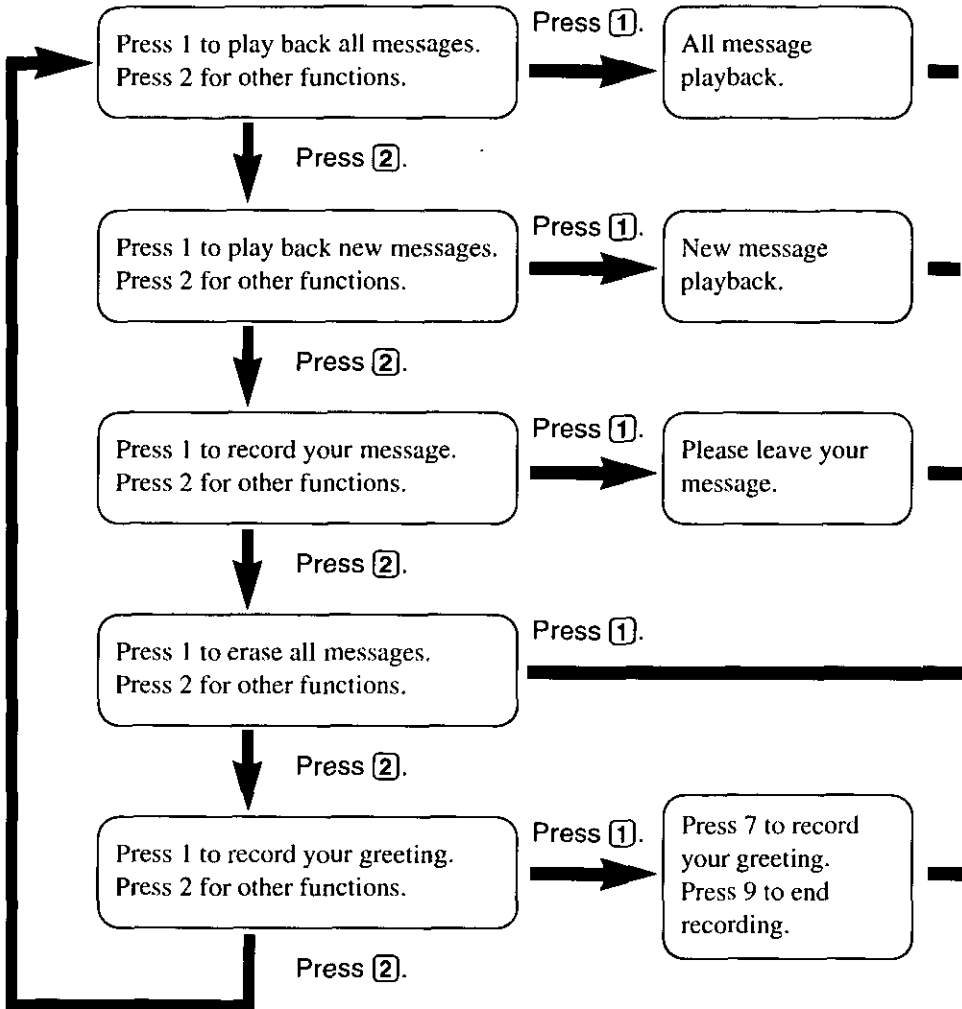 Press 1 to play back all messages.
Press 2 for other functions.
Press 1.
All message
playback.
Press 2.
Press 1 to play back new messages.
Press 2 for other functions.
Press 1.
New message
playback.
Press 2.
Press 1 to record your message.
Press 2 for other functions.
Press 1.
Please leave your
message.
Press 2.
Press 1 to erase all messages.
Press 2 for other functions.
Press 1.
Press 2.
Press 1 to record your greeting.
Press 2 for other functions.
Press 1.
Press 7 to record
your greeting.
Press 9 to end
recording.
Press 2.